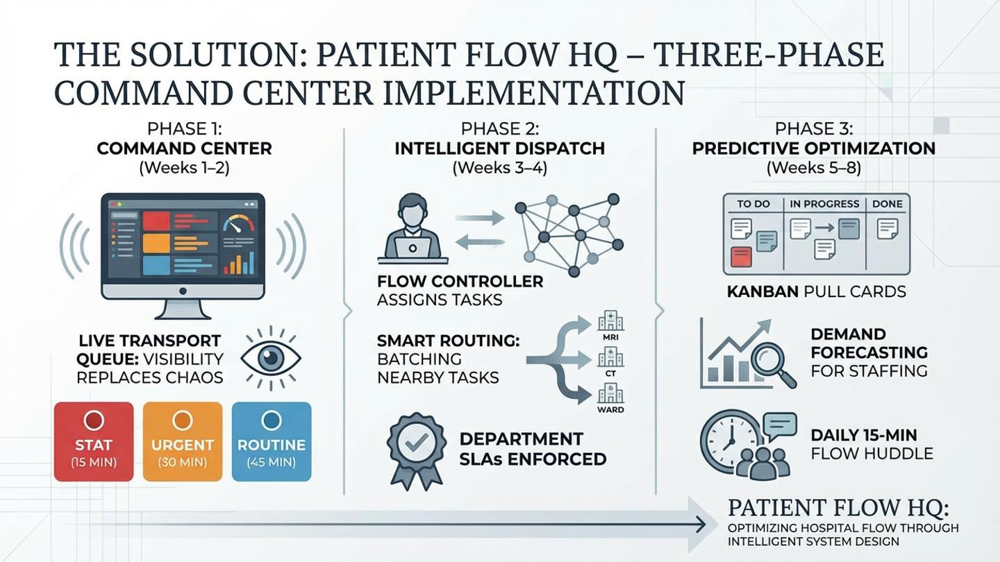 THE SOLUTION: PATIENT FLOW HQ – THREE-PHASE
COMMAND CENTER IMPLEMENTATION
PHASE 1:
COMMAND CENTER
(Weeks 1–2)
LIVE TRANSPORT
QUEUE: VISIBILITY
REPLACES CHAOS
STAT
(15 MIN)
URGENT
(30 MIN)
ROUTINE
(45 MIN)
PHASE 2:
INTELLIGENT DISPATCH
(Weeks 3–4)
FLOW CONTROLLER
ASSIGNS TASKS
SMART ROUTING:
BATCHING
NEARBY TASKS
MRI
CT
WARD
DEPARTMENT
SLAs ENFORCED
PHASE 3:
PREDICTIVE OPTIMIZATION
(Weeks 5–8)
TO DO
IN PROGRESS
DONE
KANBAN PULL CARDS
DEMAND
FORECASTING
FOR STAFFING
DAILY 15-MIN
FLOW HUDDLE
PATIENT FLOW HQ:
OPTIMIZING HOSPITAL FLOW THROUGH
INTELLIGENT SYSTEM DESIGN